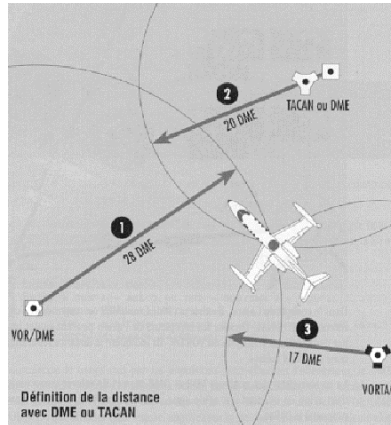 2
TACAN ou DME
20 DME
1
28 DME
VOR/DME
3
17 DME
VORTAC
Définition de la distance
avec DME ou TACAN